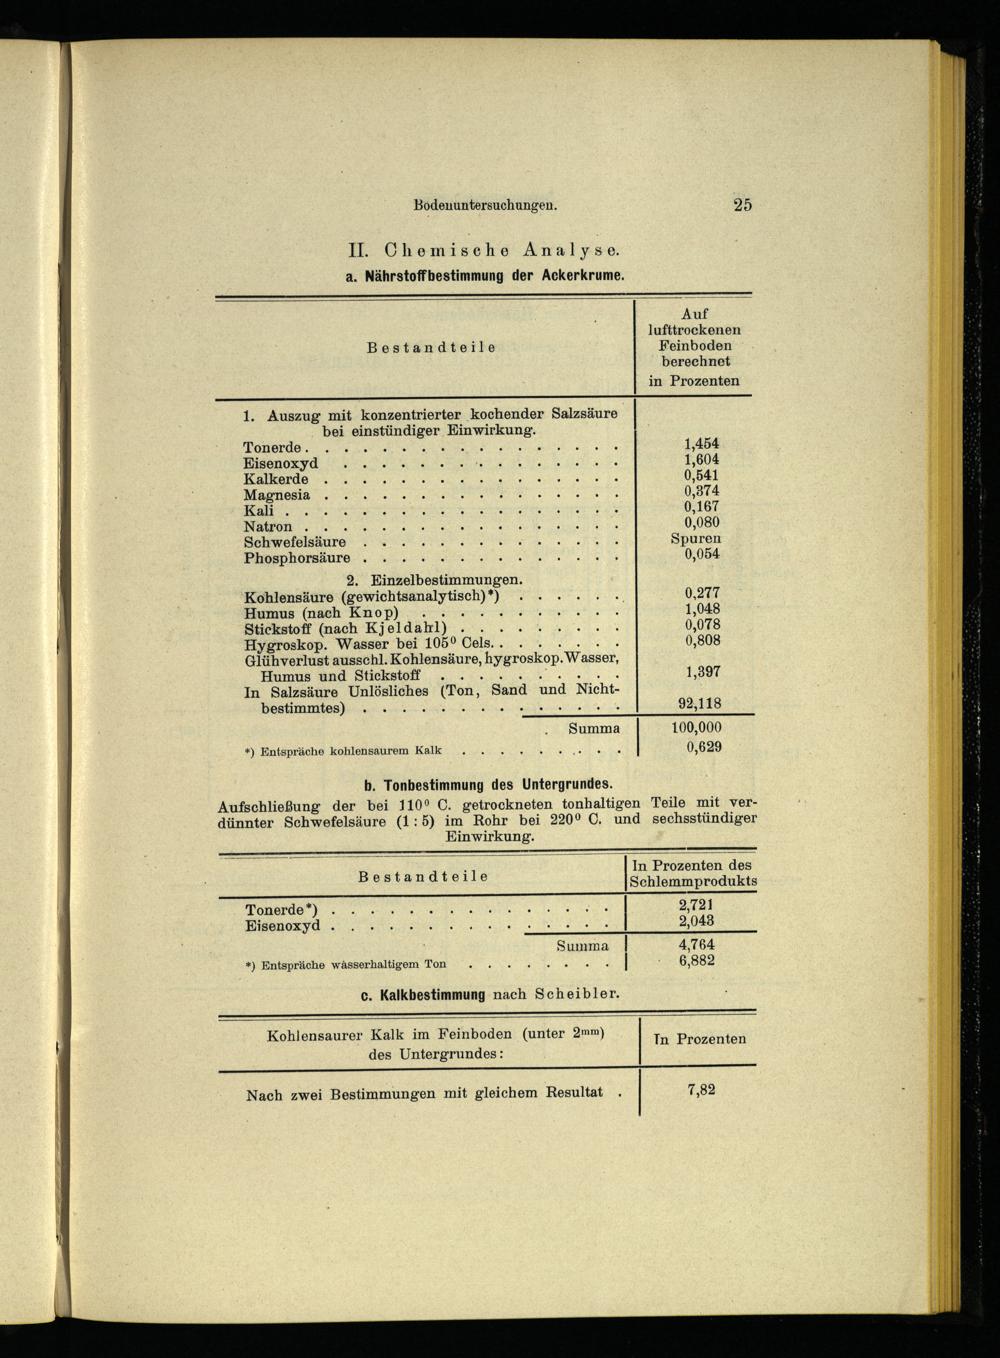 Bodenuntersuchungen. 25
II. Chemische Analyse.
a. Nährstoffbestimmung der Ackerkrume.
Bestandteile
Auf
lufttrockenen
Feinboden
berechnet
in Prozenten
1. Auszug mit konzentrierter kochender Salzsäure
bei einstündiger Einwirkung.
Tonerde . . . . . . . . . . . . . . . . . 1,454
Eisenoxyd . . . . . . . . . . . . . . . 1,604
Kalkerde . . . . . . . . . . . . . . . . 0,541
Magnesia . . . . . . . . . . . . . . . . 0,374
Kali . . . . . . . . . . . . . . . . . . 0,167
Natron . . . . . . . . . . . . . . . . . 0,080
Schwefelsäure . . . . . . . . . . . . . . Spuren
Phosphorsäure . . . . . . . . . . . . . . 0,054
2. Einzelbestimmungen.
Kohlensäure (gewichtsanalytisch)*) . . . . . . 0,277
Humus (nach Knop) . . . . . . . . . . . 1,048
Stickstoff (nach Kjeldahl) . . . . . . . . . 0,078
Hygroskop. Wasser bei 105⁰ Cels. . . . . . . . 0,808
Glühverlust ausschl. Kohlensäure, hygroskop. Wasser,
Humus und Stickstoff . . . . . . . . . . 1,397
In Salzsäure Unlösliches (Ton, Sand und Nicht-
bestimmtes) . . . . . . . . . . . . . . 92,118
Summa 100,000
*) Entspräche kohlensaurem Kalk . . . . . . . . . 0,629
b. Tonbestimmung des Untergrundes.
Aufschließung der bei 110⁰ C. getrockneten tonhaltigen Teile mit ver-
dünnter Schwefelsäure (1 : 5) im Rohr bei 220⁰ C. und sechsstündiger
Einwirkung.
Bestandteile
In Prozenten des
Schlemmprodukts
Tonerde*) . . . . . . . . . . . . . . . 2,721
Eisenoxyd . . . . . . . . . . . . . . . 2,043
Summa 4,764
*) Entspräche wasserhaltigem Ton . . . . . . . . 6,882
c. Kalkbestimmung nach Scheibler.
Kohlensaurer Kalk im Feinboden (unter 2ᵐᵐ)
des Untergrundes:
In Prozenten
Nach zwei Bestimmungen mit gleichem Resultat . 7,82